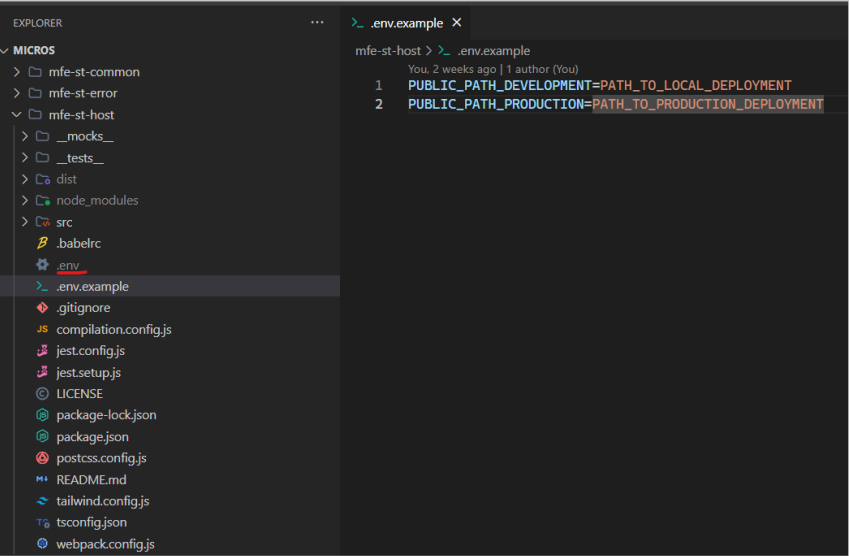 EXPLORER
MICROS
mfe-st-common
mfe-st-error
mfe-st-host
__mocks__
__tests__
dist
node_modules
src
.babelrc
.env
.env.example
.gitignore
JS compilation.config.js
jest.config.js
jest.setup.js
LICENSE
package-lock.json
package.json
postcss.config.js
README.md
tailwind.config.js
TS tsconfig.json
webpack.config.js
.env.example
mfe-st-host > .env.example
You, 2 weeks ago | 1 author (You)
1 PUBLIC_PATH_DEVELOPMENT=PATH_TO_LOCAL_DEPLOYMENT
2 PUBLIC_PATH_PRODUCTION=PATH_TO_PRODUCTION_DEPLOYMENT